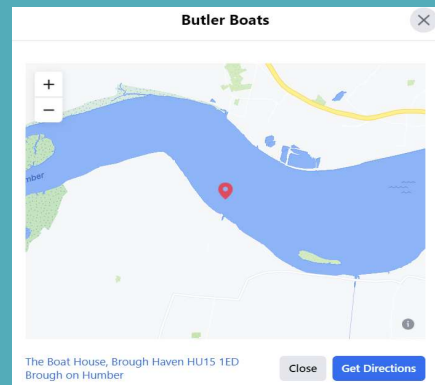 Butler Boats
+
−
mber
The Boat House, Brough Haven HU15 1ED
Brough on Humber
Close
Get Directions